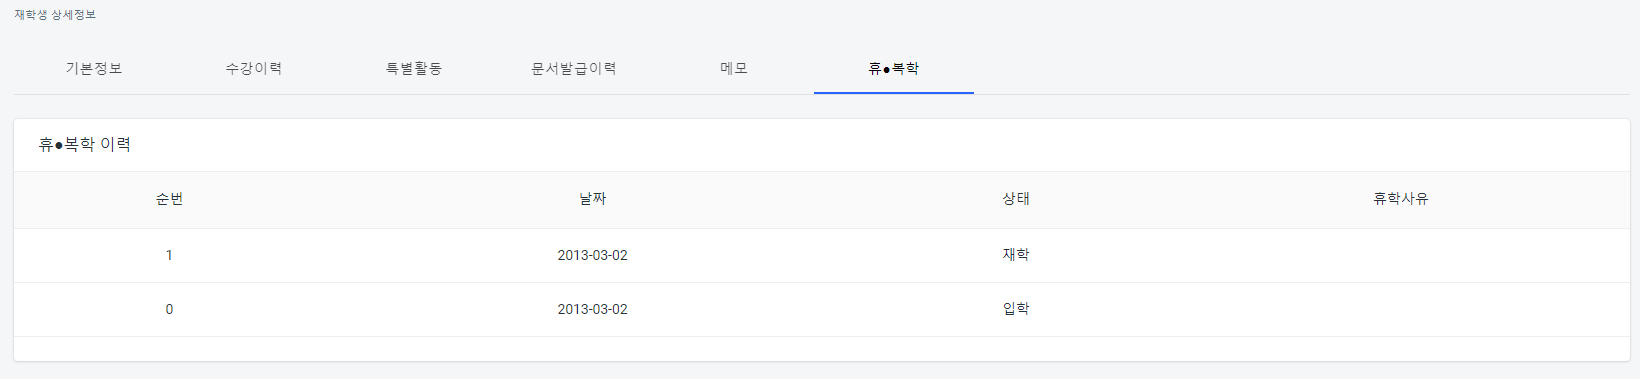 재학생 상세정보
기본정보 수강이력 특별활동 문서발급이력 메모 휴●복학
휴●복학 이력
순번 날짜 상태 휴학사유
1 2013-03-02 재학
0 2013-03-02 입학